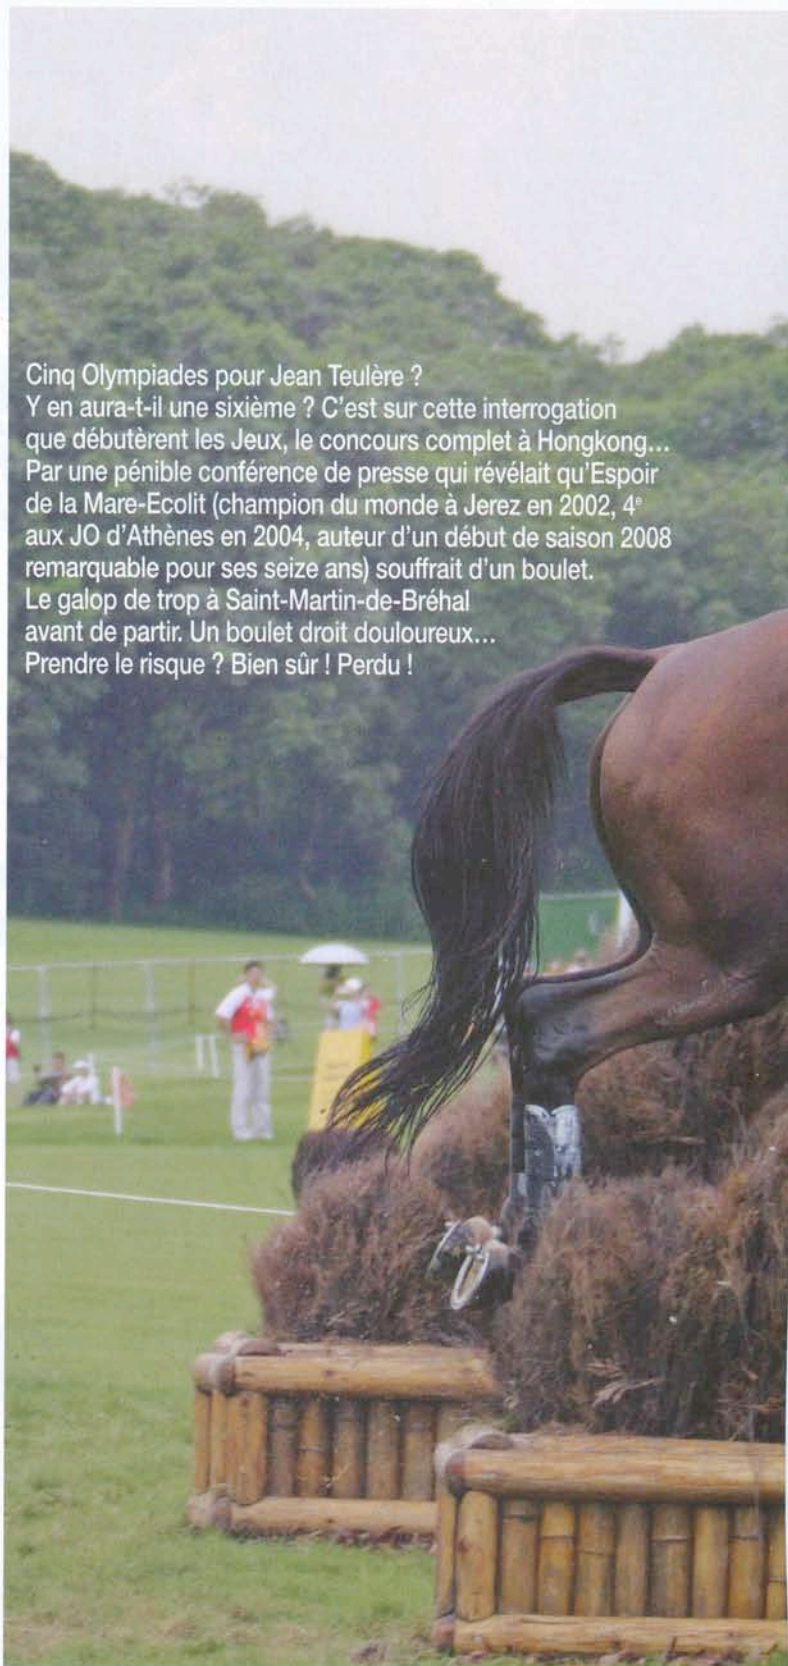 Cinq Olympiades pour Jean Teulère ?
Y en aura-t-il une sixième ? C'est sur cette interrogation
que débutèrent les Jeux, le concours complet à Hongkong...
Par une pénible conférence de presse qui révélait qu'Espoir
de la Mare-Ecolit (champion du monde à Jerez en 2002, 4e
aux JO d'Athènes en 2004, auteur d'un début de saison 2008
remarquable pour ses seize ans) souffrait d'un boulet.
Le galop de trop à Saint-Martin-de-Bréhal
avant de partir. Un boulet droit douloureux...
Prendre le risque ? Bien sûr ! Perdu !